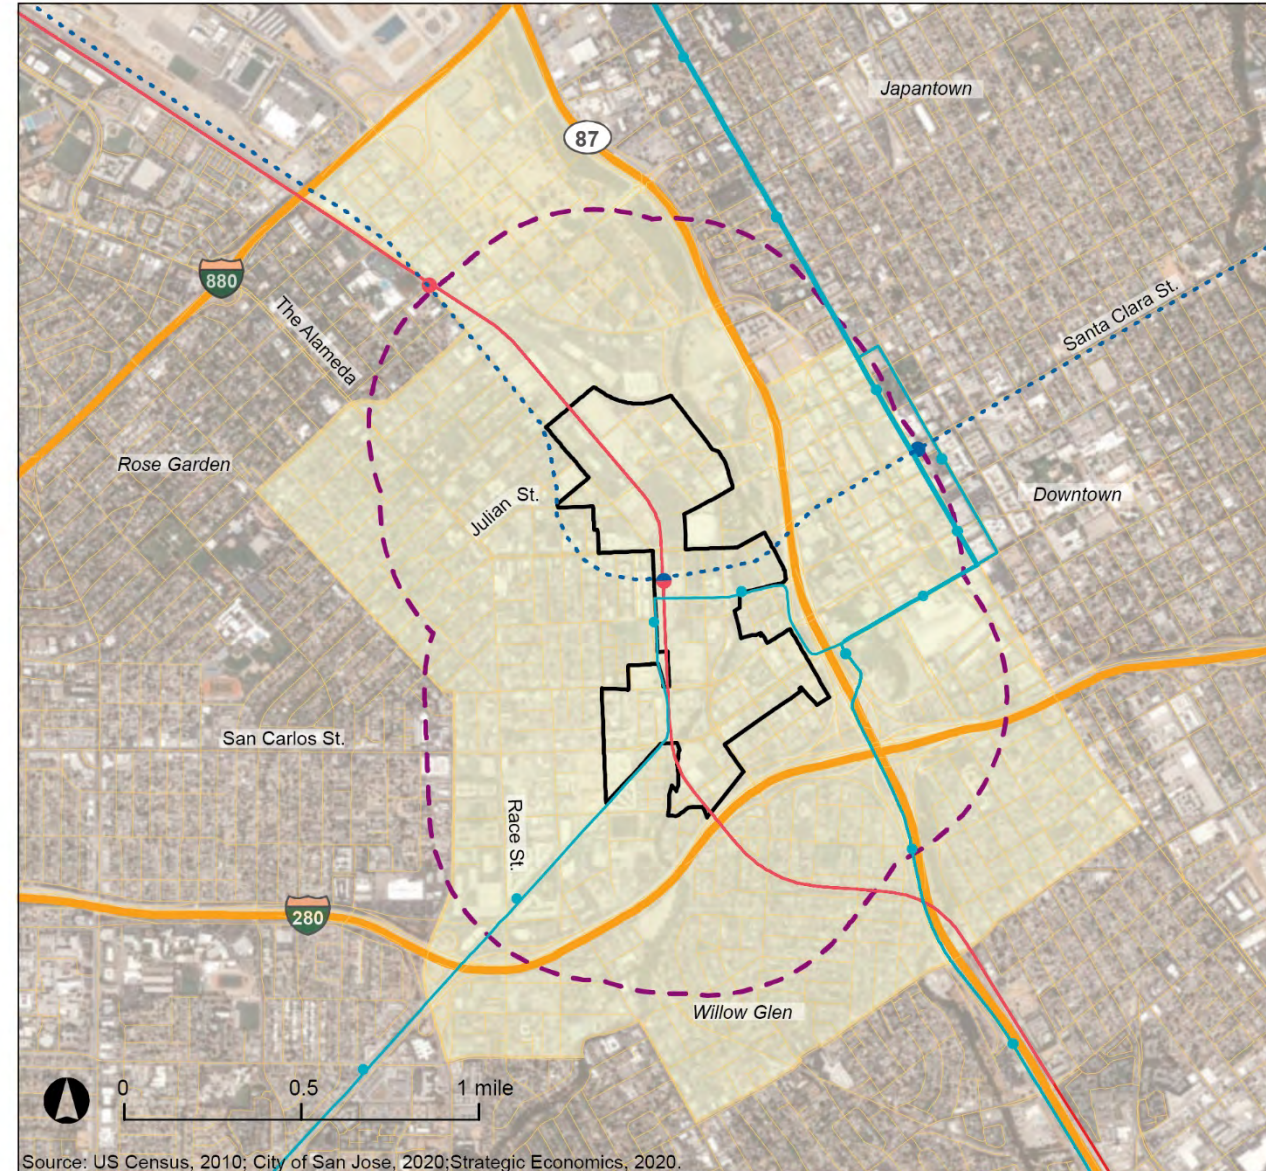 Japantown
87
880
The Alameda
Santa Clara St.
Rose Garden
Downtown
Julian St.
San Carlos St.
Race St.
280
Willow Glen
0 0.5 1 mile
Source: US Census, 2010; City of San Jose, 2020;Strategic Economics, 2020.